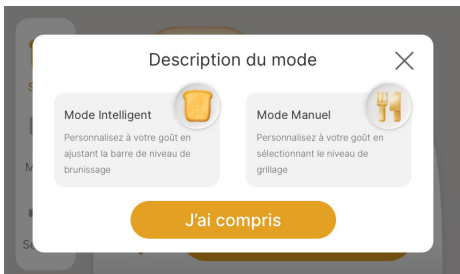 Description du mode
Mode Intelligent
Personnalisez à votre goût en
ajustant la barre de niveau de
brunissage
Mode Manuel
Personnalisez à votre goût en
sélectionnant le niveau de
grillage
J'ai compris